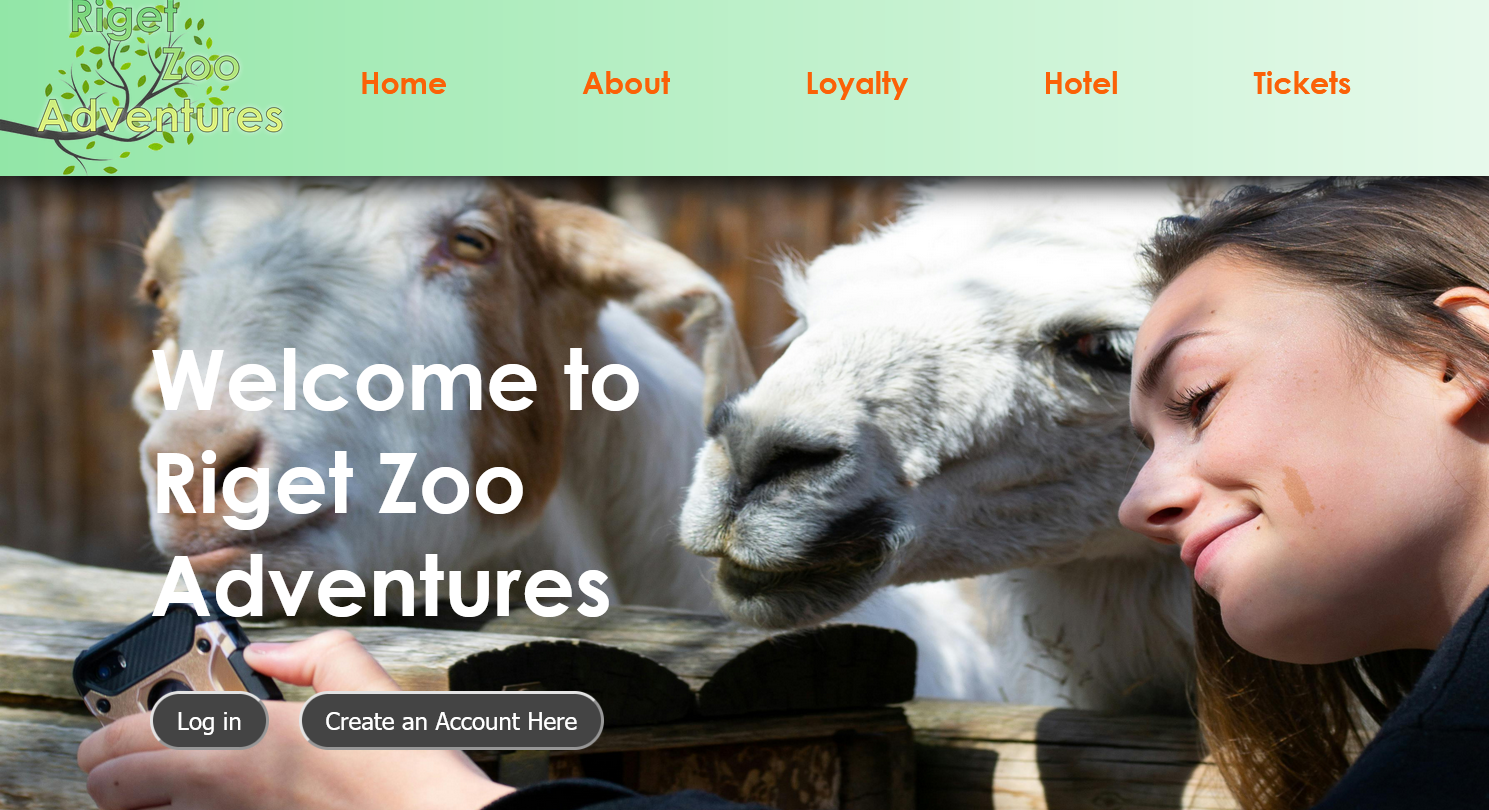 Riget
Zoo
Adventures
Home
About
Loyalty
Hotel
Tickets
Welcome to
Riget Zoo
Adventures
Log in
Create an Account Here